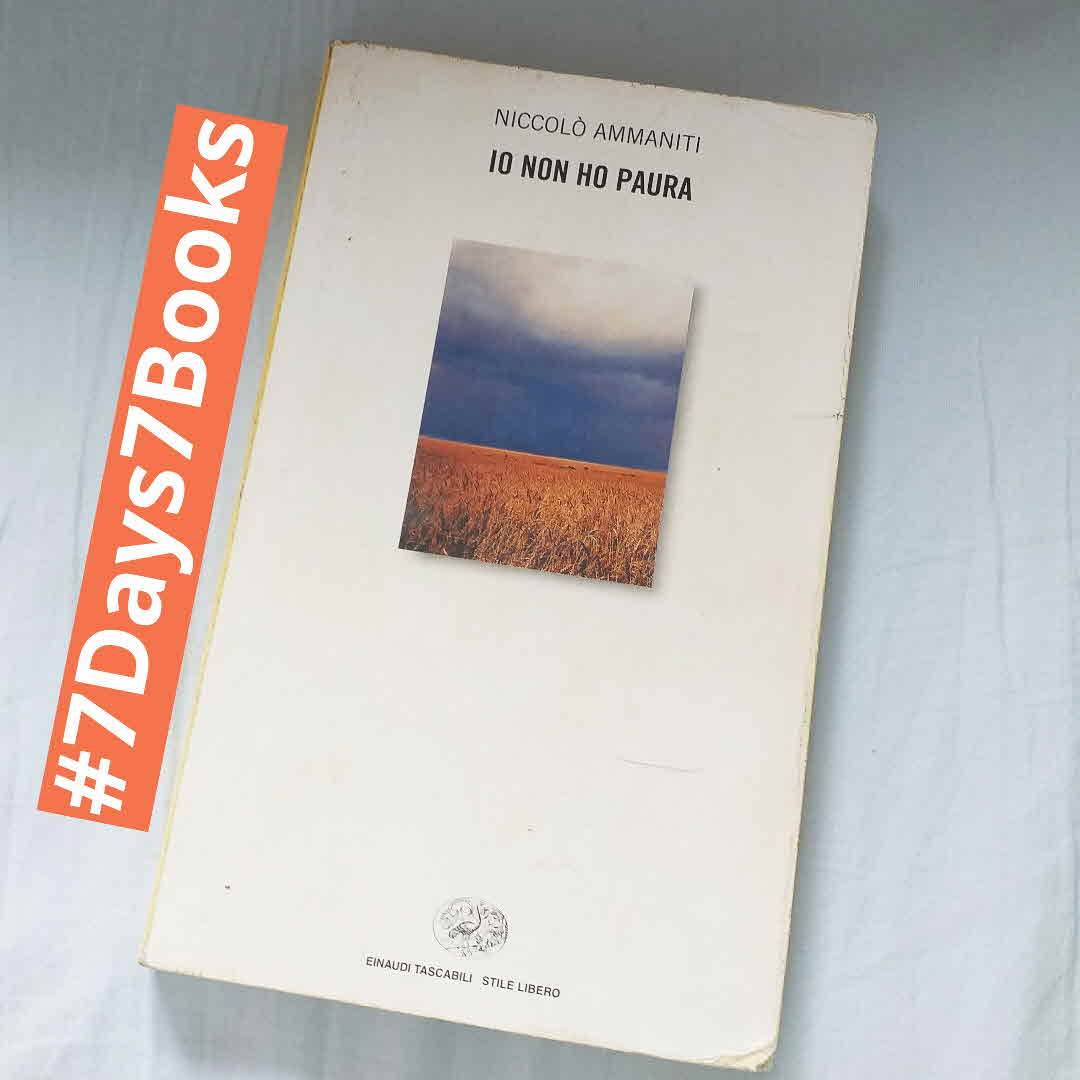 #7Days7Books
NICCOLÒ AMMANITI
IO NON HO PAURA
EINAUDI TASCABILI STILE LIBERO